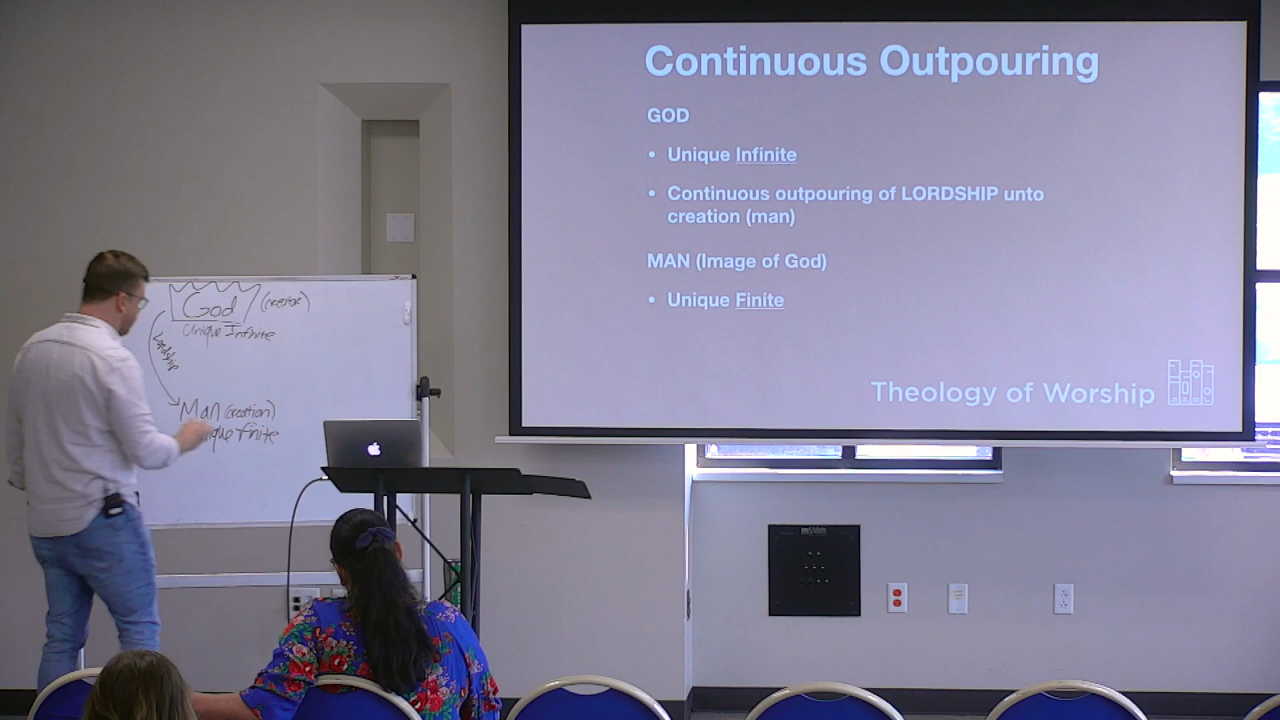 Continuous Outpouring
GOD
• Unique Infinite
• Continuous outpouring of LORDSHIP unto
creation (man)
MAN (Image of God)
• Unique Finite
Theology of Worship
God (creator)
Unique Infinite
Lordship
Man (creation)
finite